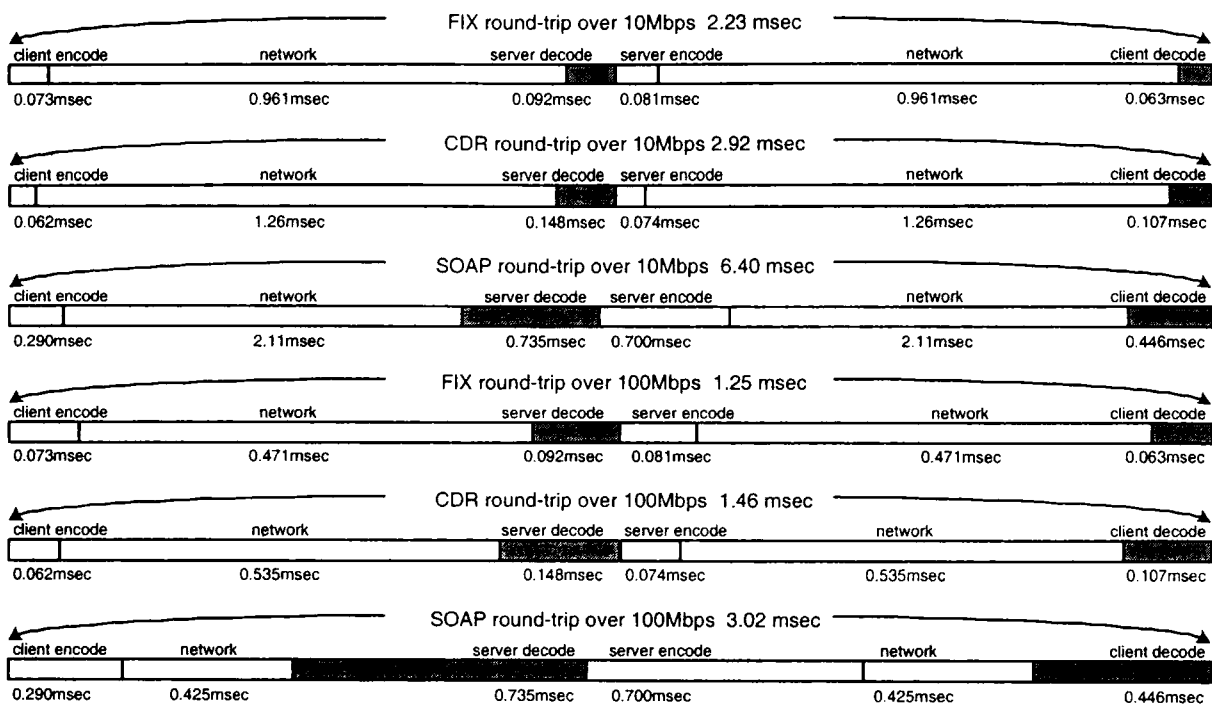 FIX round-trip over 10Mbps 2.23 msec
client encode network server decode server encode network client decode
0.073msec 0.961msec 0.092msec 0.081msec 0.961msec 0.063msec
CDR round-trip over 10Mbps 2.92 msec
client encode network server decode server encode network client decode
0.062msec 1.26msec 0.148msec 0.074msec 1.26msec 0.107msec
SOAP round-trip over 10Mbps 6.40 msec
client encode network server decode server encode network client decode
0.290msec 2.11msec 0.735msec 0.700msec 2.11msec 0.446msec
FIX round-trip over 100Mbps 1.25 msec
client encode network server decode server encode network client decode
0.073msec 0.471msec 0.092msec 0.081msec 0.471msec 0.063msec
CDR round-trip over 100Mbps 1.46 msec
client encode network server decode server encode network client decode
0.062msec 0.535msec 0.148msec 0.074msec 0.535msec 0.107msec
SOAP round-trip over 100Mbps 3.02 msec
client encode network server decode server encode network client decode
0.290msec 0.425msec 0.735msec 0.700msec 0.425msec 0.446msec